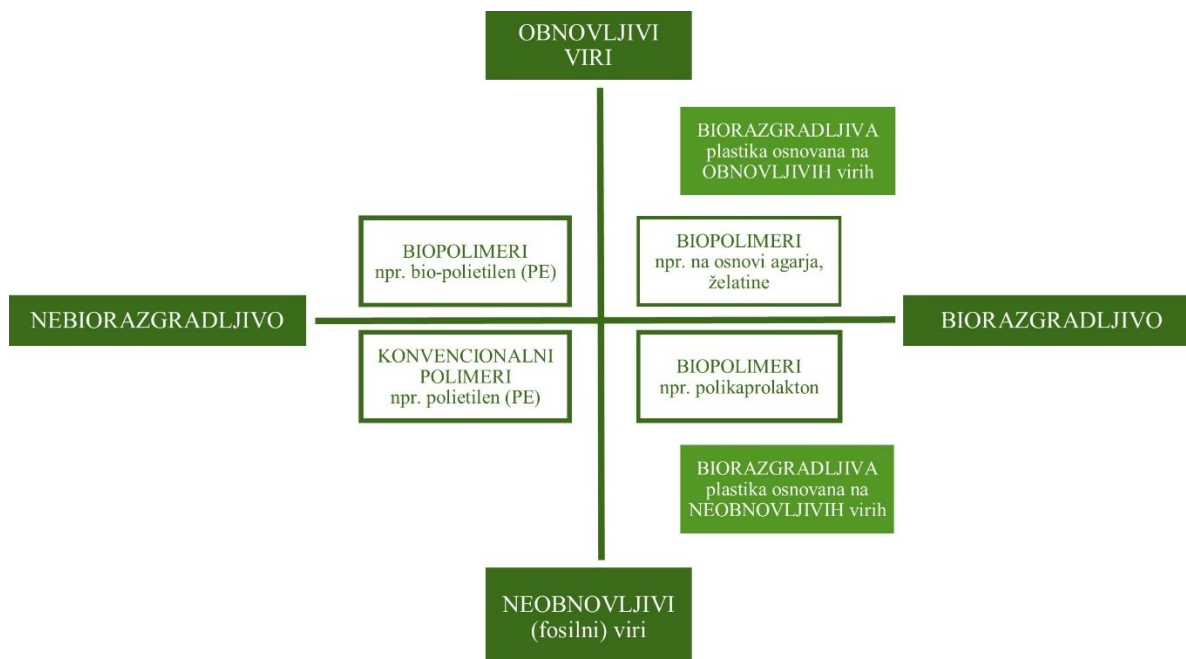 OBNOVLJIVI
VIRI
BIORAZGRADLJIVA
plastika osnovana na
OBNOVLJIVIH virih
BIOPOLIMERI
npr. bio-polietilen (PE)
BIOPOLIMERI
npr. na osnovi agarja,
želatine
NEBIORAZGRADLJIVO
BIORAZGRADLJIVO
KONVENCIONALNI
POLIMERI
npr. polietilen (PE)
BIOPOLIMERI
npr. polikaprolakton
BIORAZGRADLJIVA
plastika osnovana na
NEOBNOVLJIVIH virih
NEOBNOVLJIVI
(fosilni) viri